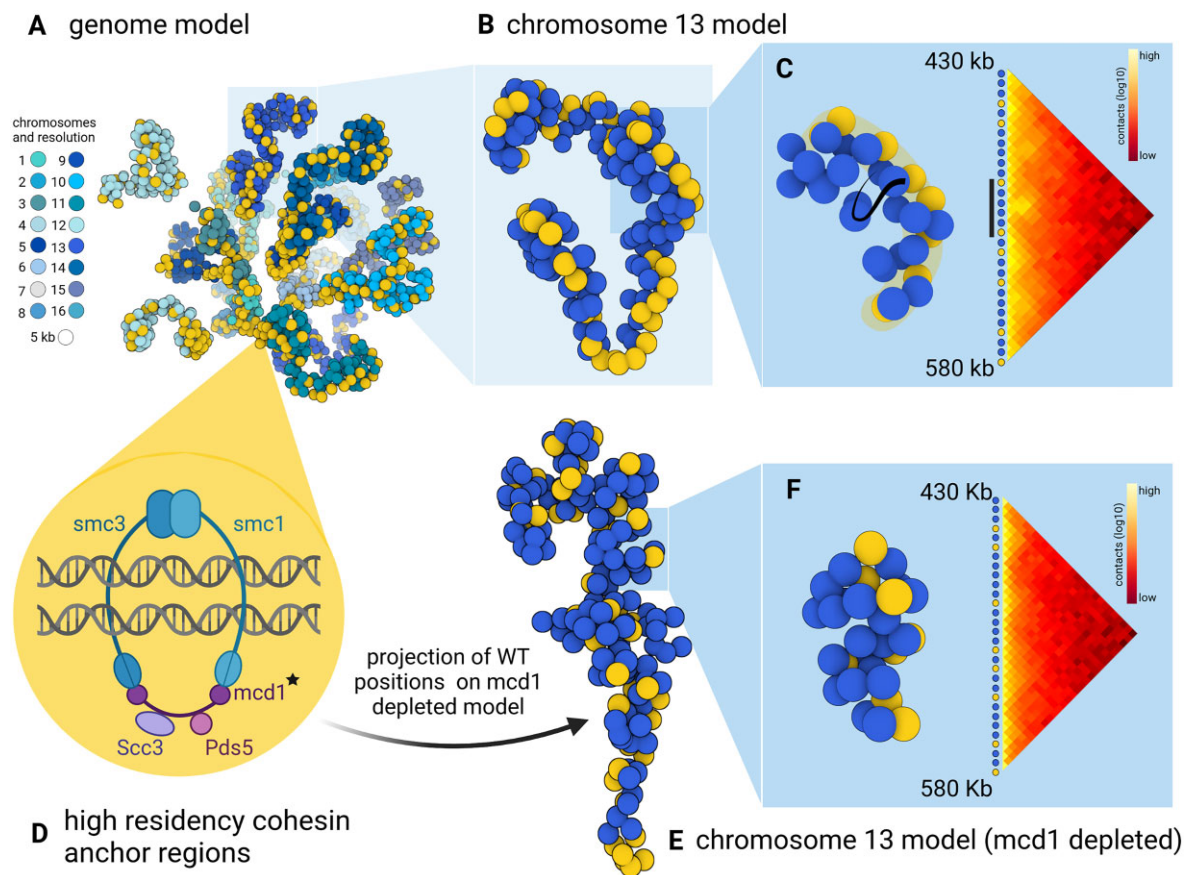 A genome model
B chromosome 13 model
chromosomes
and resolution
1 9
2 10
3 11
4 12
5 13
6 14
7 15
8 16
5 kb
C
430 kb
high
contacts (log10)
low
580 kb
smc3 smc1
mcd1
Scc3 Pds5
projection of WT
positions on mcd1
depleted model
F
430 Kb
high
contacts (log10)
low
580 Kb
D high residency cohesin
anchor regions
E chromosome 13 model (mcd1 depleted)